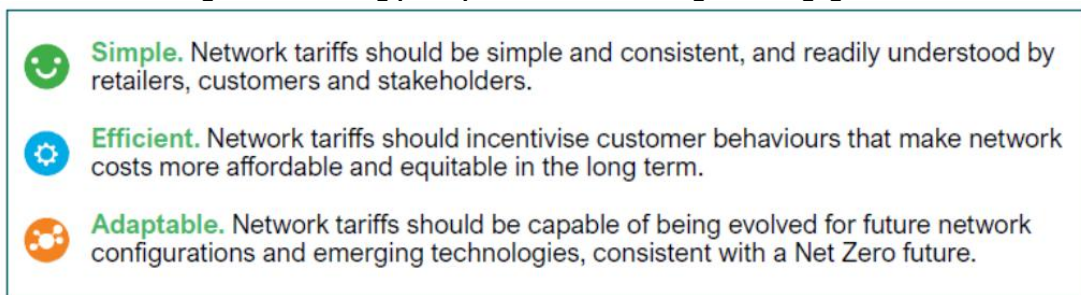 Simple. Network tariffs should be simple and consistent, and readily understood by
retailers, customers and stakeholders.
Efficient. Network tariffs should incentivise customer behaviours that make network
costs more affordable and equitable in the long term.
Adaptable. Network tariffs should be capable of being evolved for future network
configurations and emerging technologies, consistent with a Net Zero future.